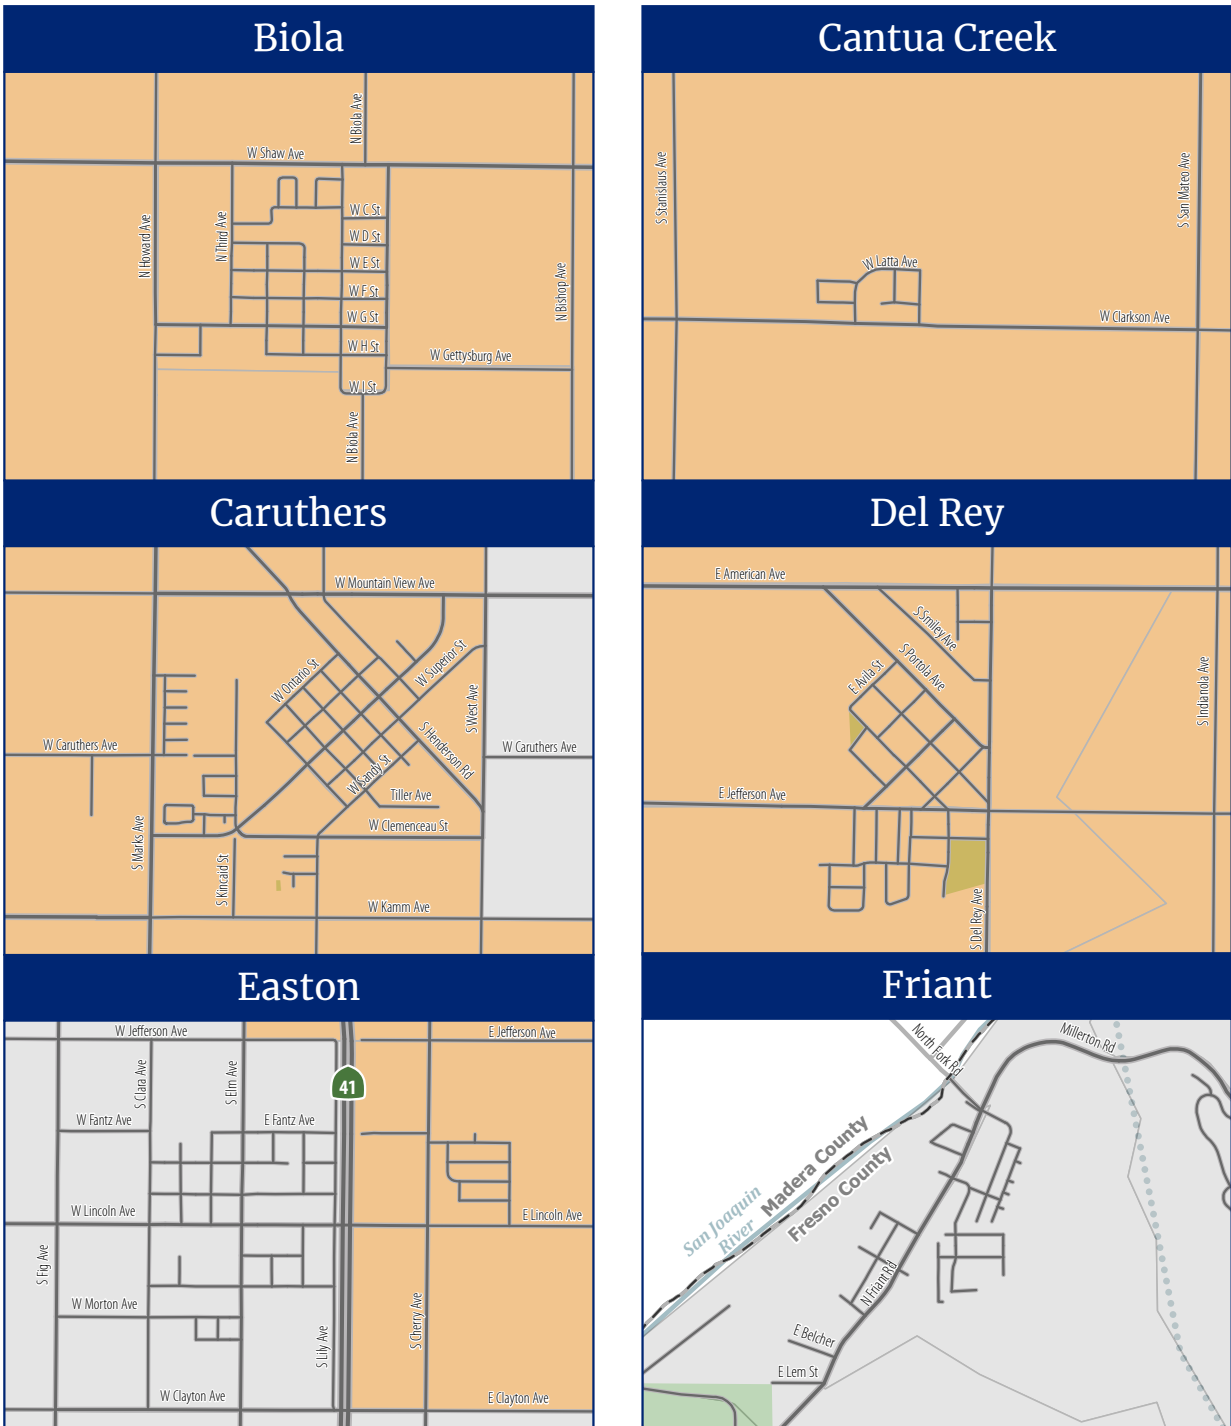 Biola
N Biola Ave
W Shaw Ave
N Howard Ave
N Third Ave
W C St
W D St
W E St
W F St
W G St
W H St
W I St
N Bishop Ave
W Gettysburg Ave
N Biola Ave
Cantua Creek
S Stanislaus Ave
S San Mateo Ave
W Latta Ave
W Clarkson Ave
Caruthers
W Mountain View Ave
W Ontario St
W Superior St
S West Ave
W Caruthers Ave
W Caruthers Ave
S Henderson Rd
W Sandy St
Tiller Ave
W Clemenceau St
S Marks Ave
S Kincaid St
W Kamm Ave
Del Rey
E American Ave
S Smiley Ave
S Portola Ave
E Avila St
S Indianola Ave
E Jefferson Ave
S Del Rey Ave
Easton
W Jefferson Ave
E Jefferson Ave
S Clara Ave
S Elm Ave
41
W Fantz Ave
E Fantz Ave
W Lincoln Ave
E Lincoln Ave
S Fig Ave
W Morton Ave
S Lily Ave
S Cherry Ave
W Clayton Ave
E Clayton Ave
Friant
North Fork Rd
Millerton Rd
Madera County
Fresno County
San Joaquin
River
N Friant Rd
E Belcher
E Lem St